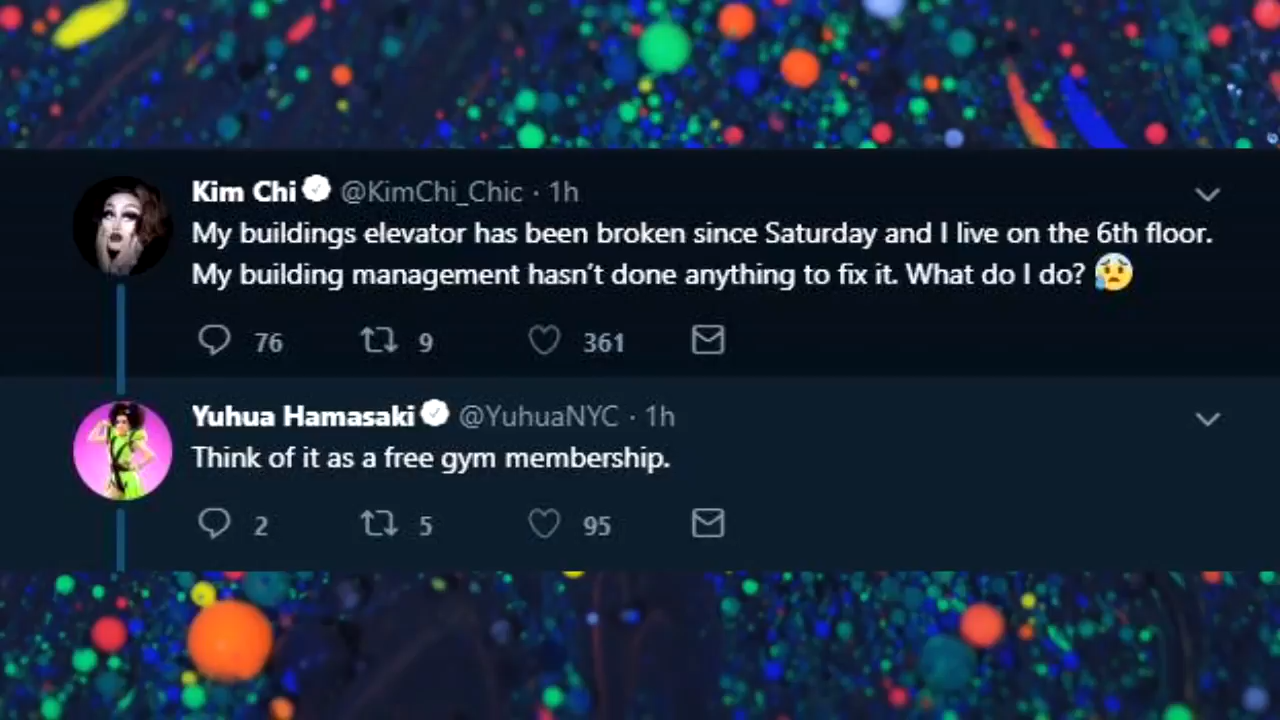 Kim Chi @KimChi_Chic · 1h
My buildings elevator has been broken since Saturday and I live on the 6th floor.
My building management hasn't done anything to fix it. What do I do? 😰
76 9 361
Yuhua Hamasaki @YuhuaNYC · 1h
Think of it as a free gym membership.
2 5 95